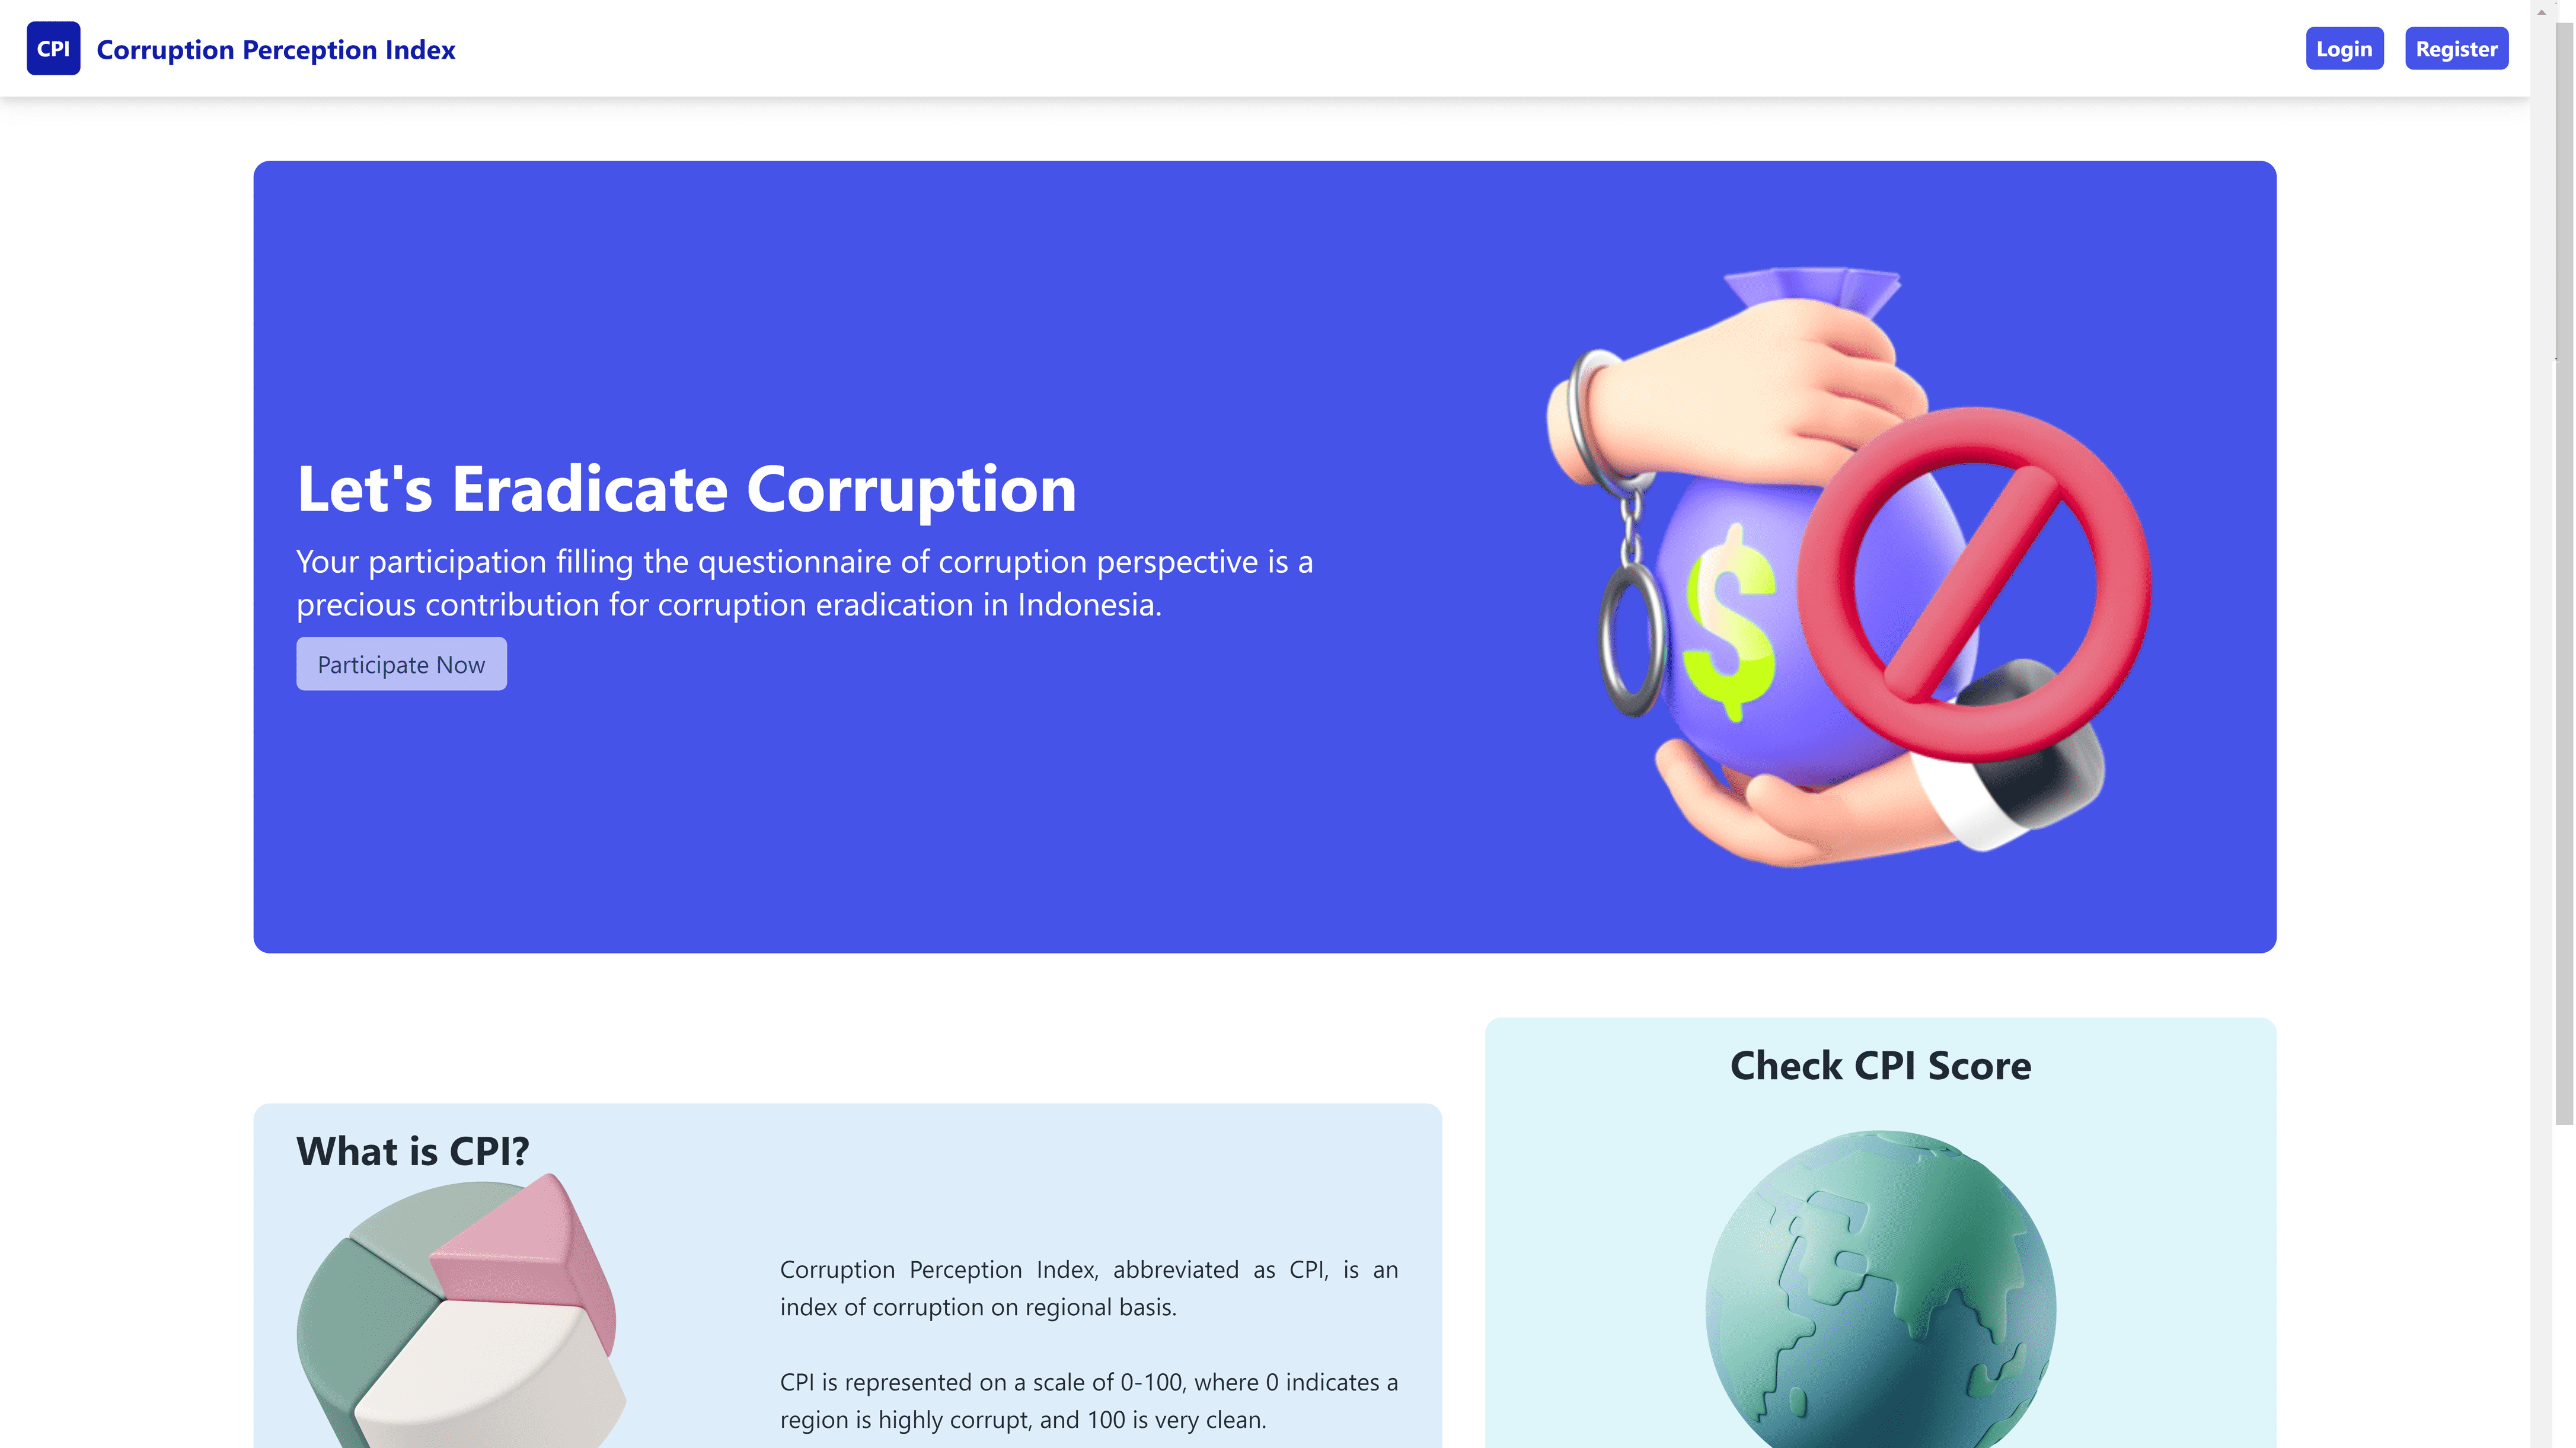 CPI
Corruption Perception Index
Login
Register
Let's Eradicate Corruption
Your participation filling the questionnaire of corruption perspective is a
precious contribution for corruption eradication in Indonesia.
Participate Now
$
Check CPI Score
What is CPI?
Corruption Perception Index, abbreviated as CPI, is an
index of corruption on regional basis.
CPI is represented on a scale of 0-100, where 0 indicates a
region is highly corrupt, and 100 is very clean.